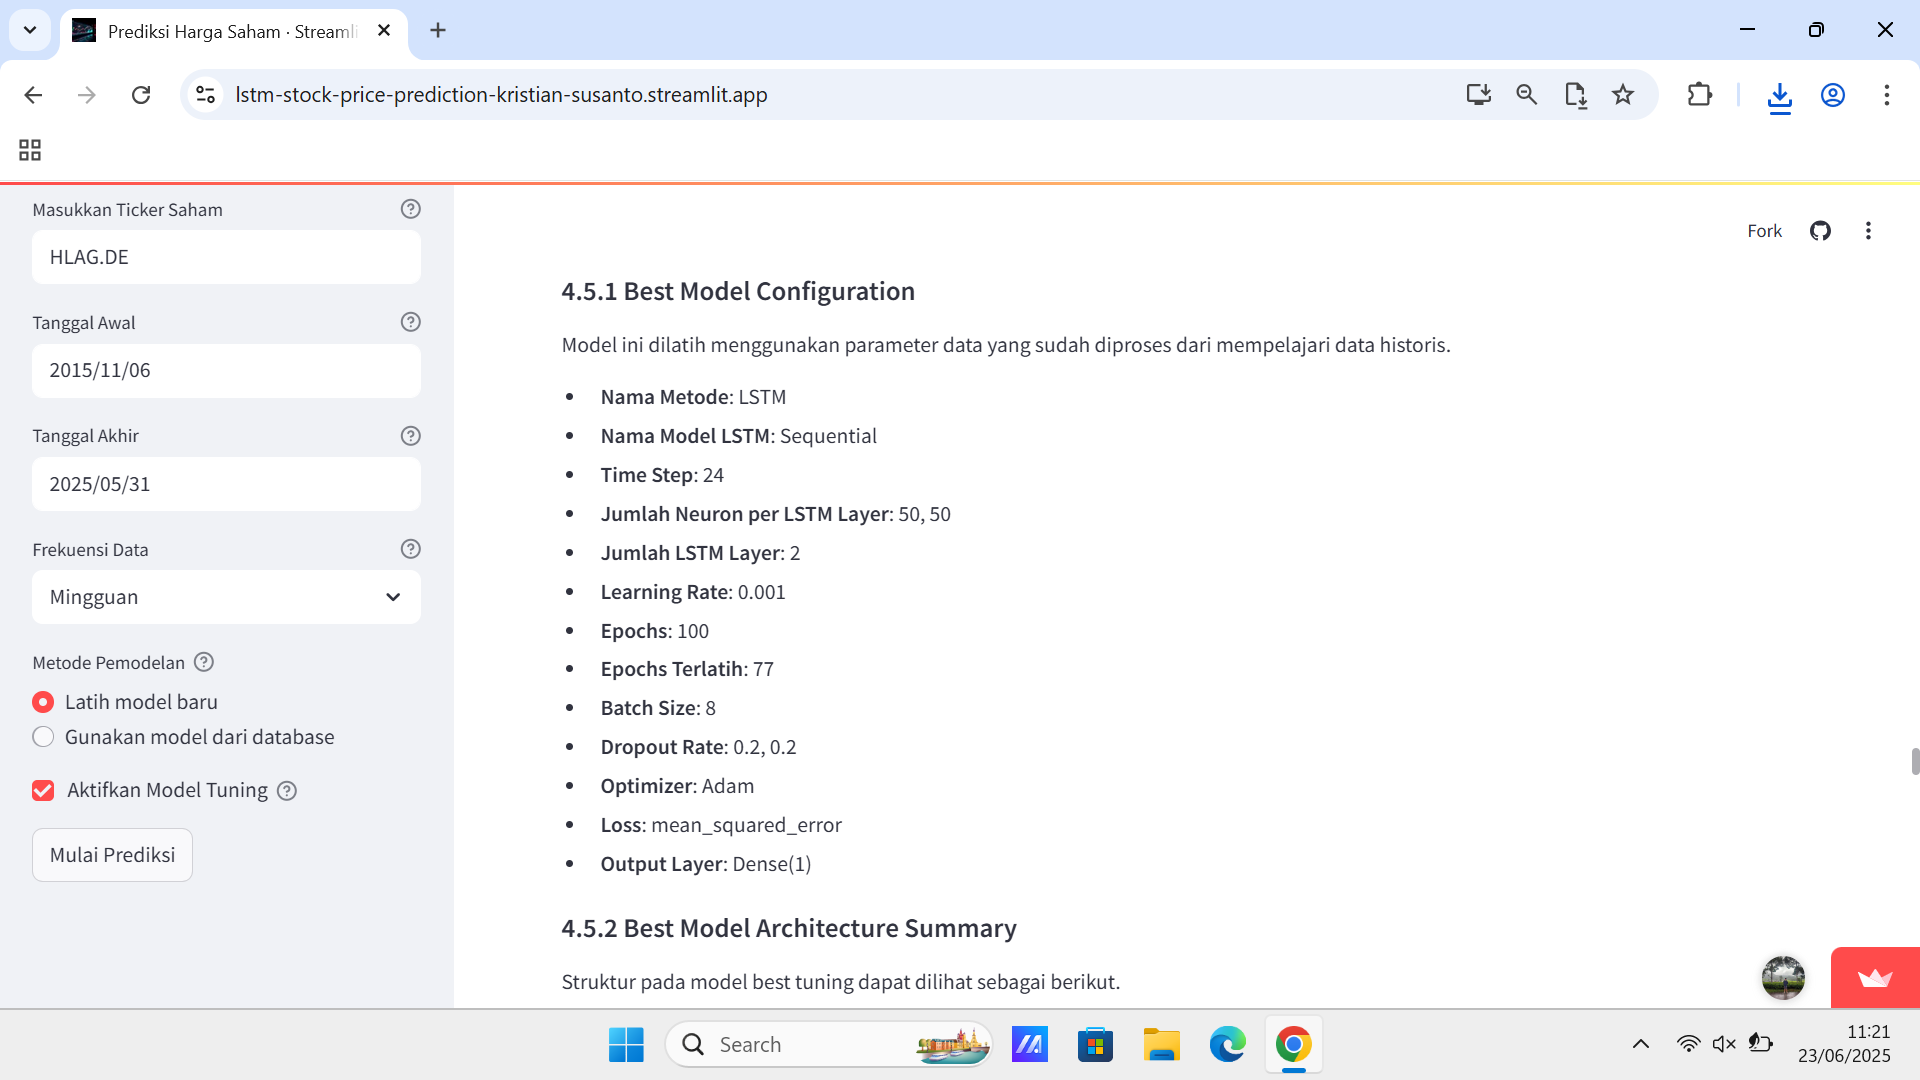 Prediksi Harga Saham · Streamli
lstm-stock-price-prediction-kristian-susanto.streamlit.app
Masukkan Ticker Saham
HLAG.DE
Tanggal Awal
2015/11/06
Tanggal Akhir
2025/05/31
Frekuensi Data
Mingguan
Metode Pemodelan
Latih model baru
Gunakan model dari database
Aktifkan Model Tuning
Mulai Prediksi
Fork
4.5.1 Best Model Configuration
Model ini dilatih menggunakan parameter data yang sudah diproses dari mempelajari data historis.
• Nama Metode: LSTM
• Nama Model LSTM: Sequential
• Time Step: 24
• Jumlah Neuron per LSTM Layer: 50, 50
• Jumlah LSTM Layer: 2
• Learning Rate: 0.001
• Epochs: 100
• Epochs Terlatih: 77
• Batch Size: 8
• Dropout Rate: 0.2, 0.2
• Optimizer: Adam
• Loss: mean_squared_error
• Output Layer: Dense(1)
4.5.2 Best Model Architecture Summary
Struktur pada model best tuning dapat dilihat sebagai berikut.
Search
11:21
23/06/2025